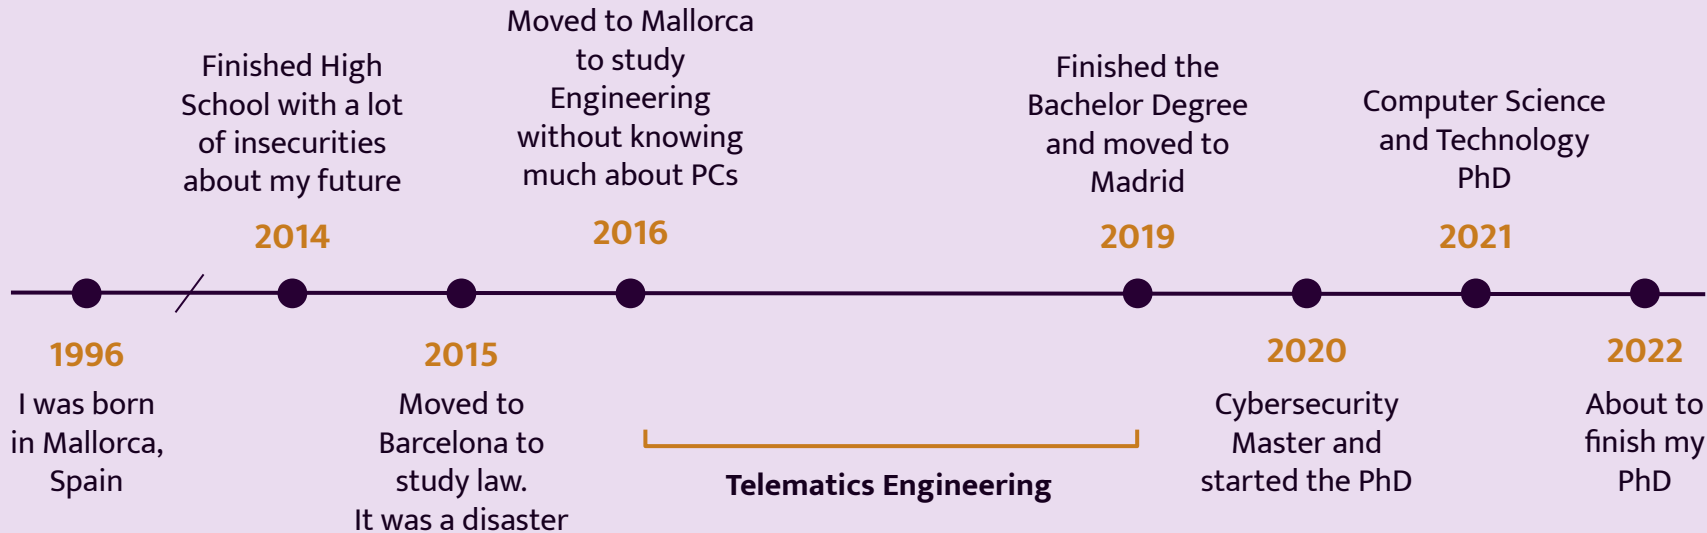 Finished High
School with a lot
of insecurities
about my future
2014
Moved to Mallorca
to study
Engineering
without knowing
much about PCs
2016
Finished the
Bachelor Degree
and moved to
Madrid
2019
Computer Science
and Technology
PhD
2021
1996
I was born
in Mallorca,
Spain
2015
Moved to
Barcelona to
study law.
It was a disaster
Telematics Engineering
2020
Cybersecurity
Master and
started the PhD
2022
About to
finish my
PhD